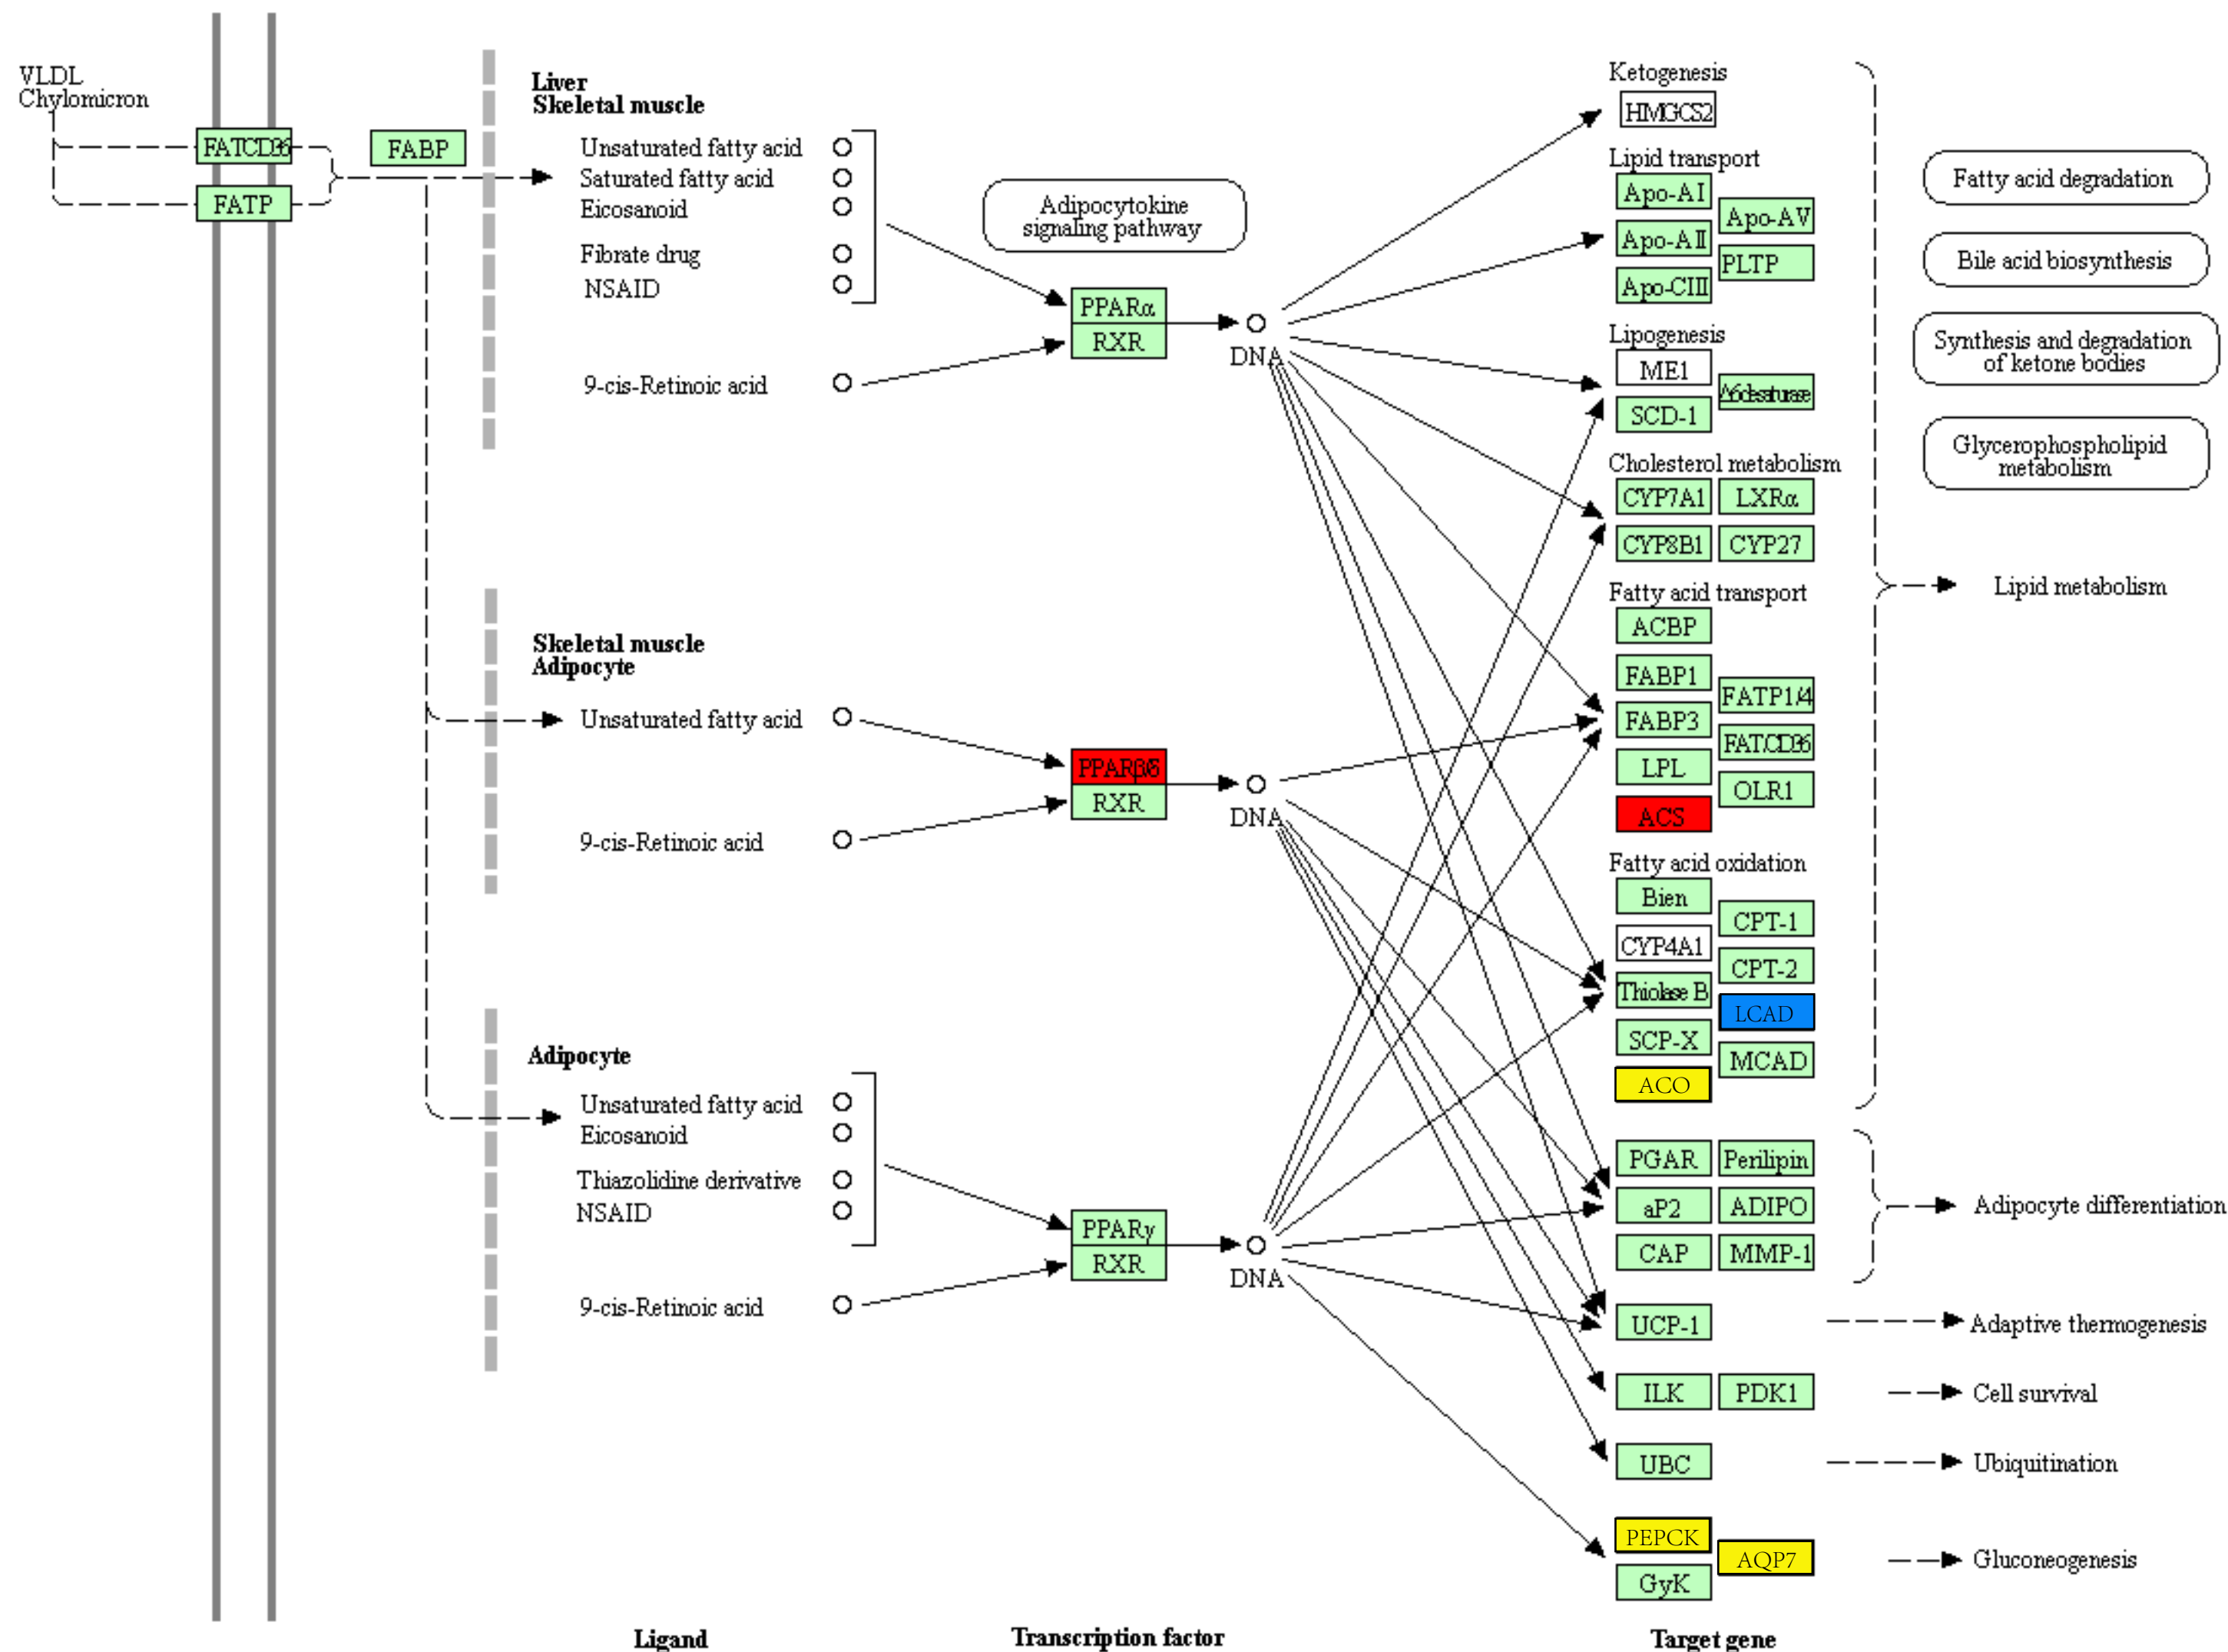 VLDL
Chylomicron
FATCD36
FATP
FABP
Liver
Skeletal muscle
Unsaturated fatty acid
Saturated fatty acid
Eicosanoid
Fibrate drug
NSAID
9-cis-Retinoic acid
Adipocytokine
signaling pathway
PPARα
RXR
DNA
Skeletal muscle
Adipocyte
Unsaturated fatty acid
9-cis-Retinoic acid
PPARβ/δ
RXR
DNA
Adipocyte
Unsaturated fatty acid
Eicosanoid
Thiazolidine derivative
NSAID
9-cis-Retinoic acid
PPARγ
RXR
DNA
Ketogenesis
HMGCS2
Lipid transport
Apo-AI
Apo-AV
Apo-AII
PLTP
Apo-CIII
Lipogenesis
ME1
Δ6desaturase
SCD-1
Cholesterol metabolism
CYP7A1
LXRα
CYP8B1
CYP27
Fatty acid transport
ACBP
FABP1
FATP1/4
FABP3
FAT/CD36
LPL
OLR1
ACS
Fatty acid oxidation
Bien
CPT-1
CYP4A1
CPT-2
Thiolase B
LCAD
SCP-X
MCAD
ACO
PGAR
Perilipin
aP2
ADIPO
CAP
MMP-1
UCP-1
ILK
PDK1
UBC
PEPCK
AQP7
GyK
Fatty acid degradation
Bile acid biosynthesis
Synthesis and degradation
of ketone bodies
Glycerophospholipid
metabolism
Lipid metabolism
Adipocyte differentiation
Adaptive thermogenesis
Cell survival
Ubiquitination
Gluconeogenesis
Ligand
Transcription factor
Target gene